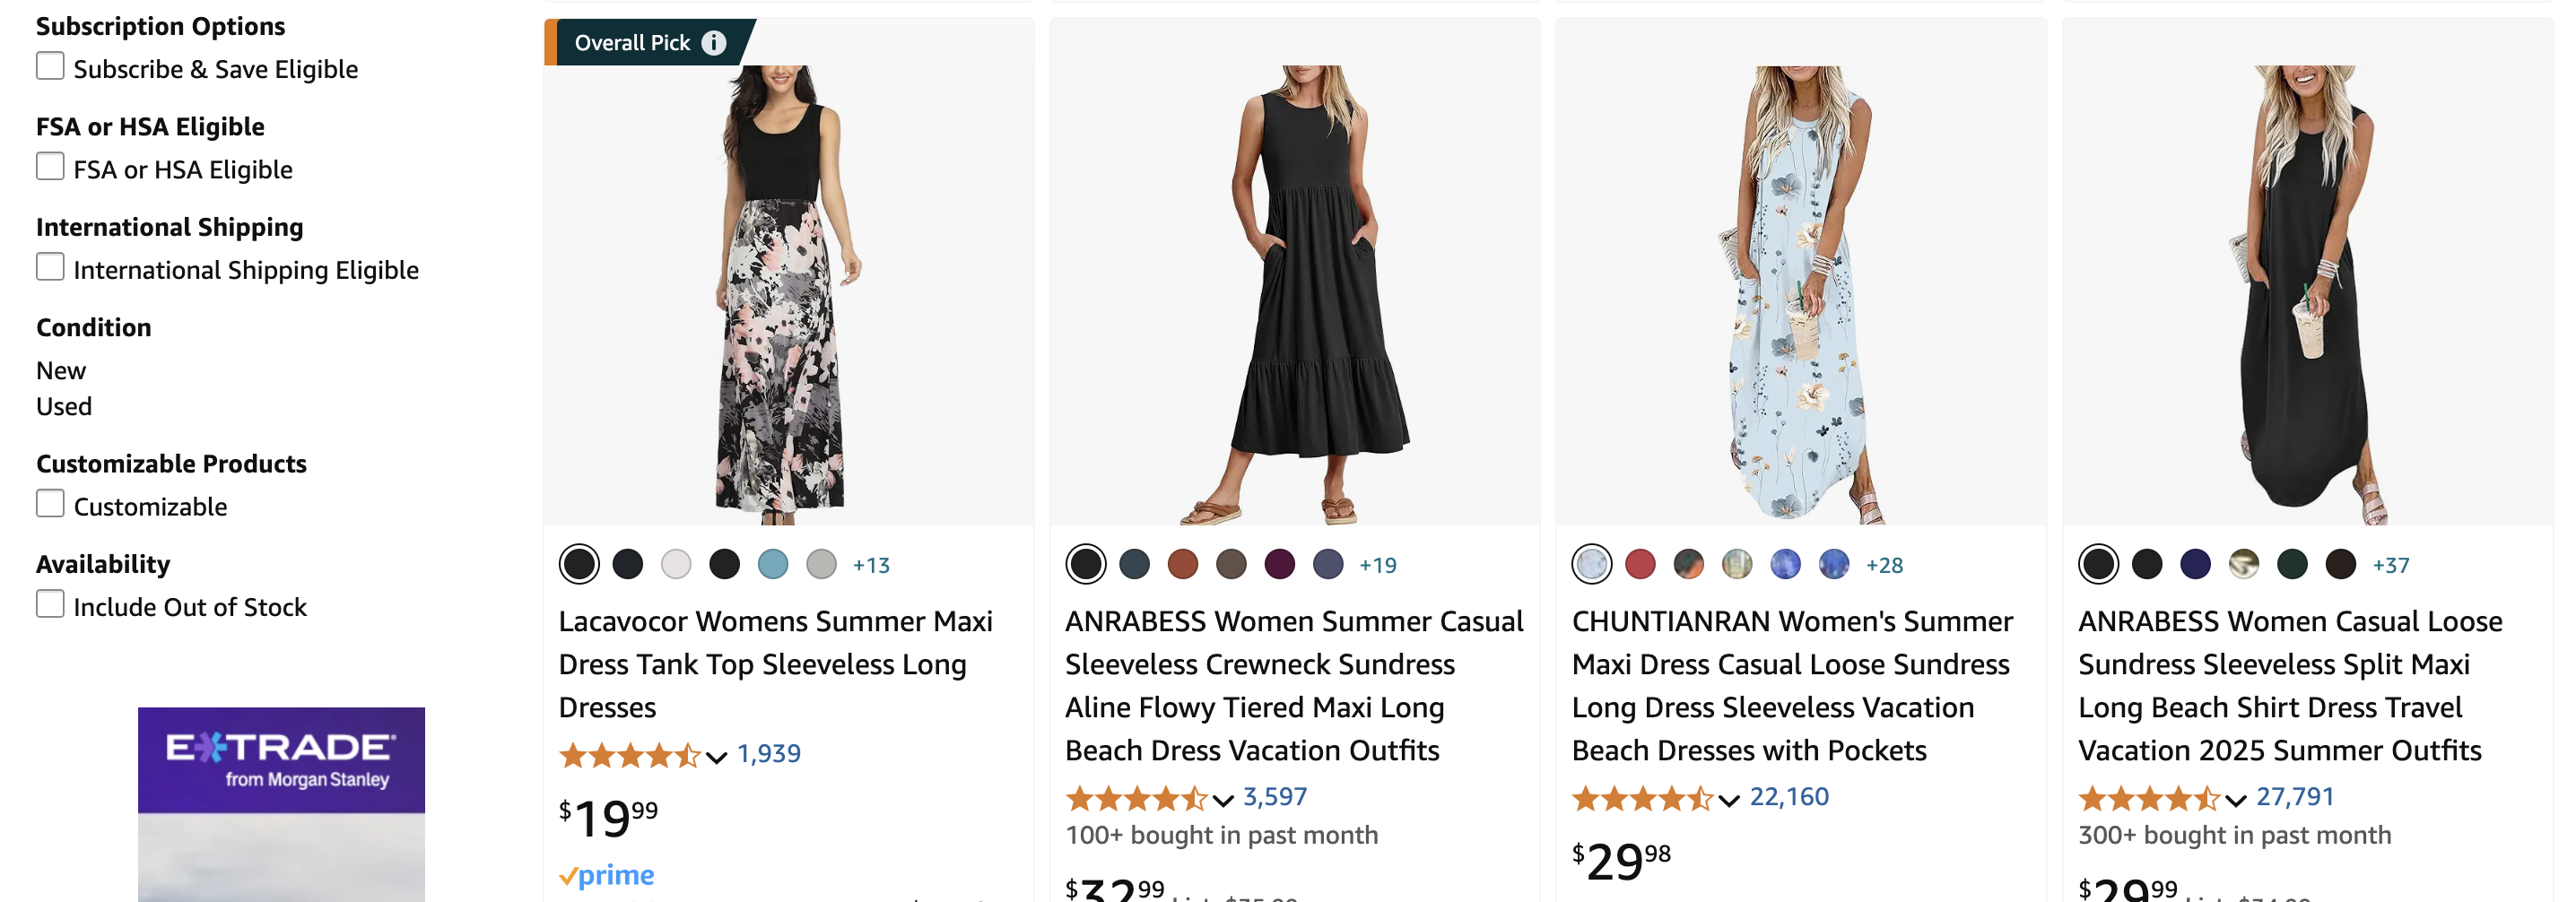 Subscription Options
Subscribe & Save Eligible
FSA or HSA Eligible
FSA or HSA Eligible
International Shipping
International Shipping Eligible
Condition
New
Used
Customizable Products
Customizable
Availability
Include Out of Stock
E*TRADE®
from Morgan Stanley
Overall Pick
+13
Lacavocor Womens Summer Maxi
Dress Tank Top Sleeveless Long
Dresses
1,939
$19.99
prime
+19
ANRABESS Women Summer Casual
Sleeveless Crewneck Sundress
Aline Flowy Tiered Maxi Long
Beach Dress Vacation Outfits
3,597
100+ bought in past month
$32.99
+28
CHUNTIANRAN Women's Summer
Maxi Dress Casual Loose Sundress
Long Dress Sleeveless Vacation
Beach Dresses with Pockets
22,160
$29.98
+37
ANRABESS Women Casual Loose
Sundress Sleeveless Split Maxi
Long Beach Shirt Dress Travel
Vacation 2025 Summer Outfits
27,791
300+ bought in past month
$29.99